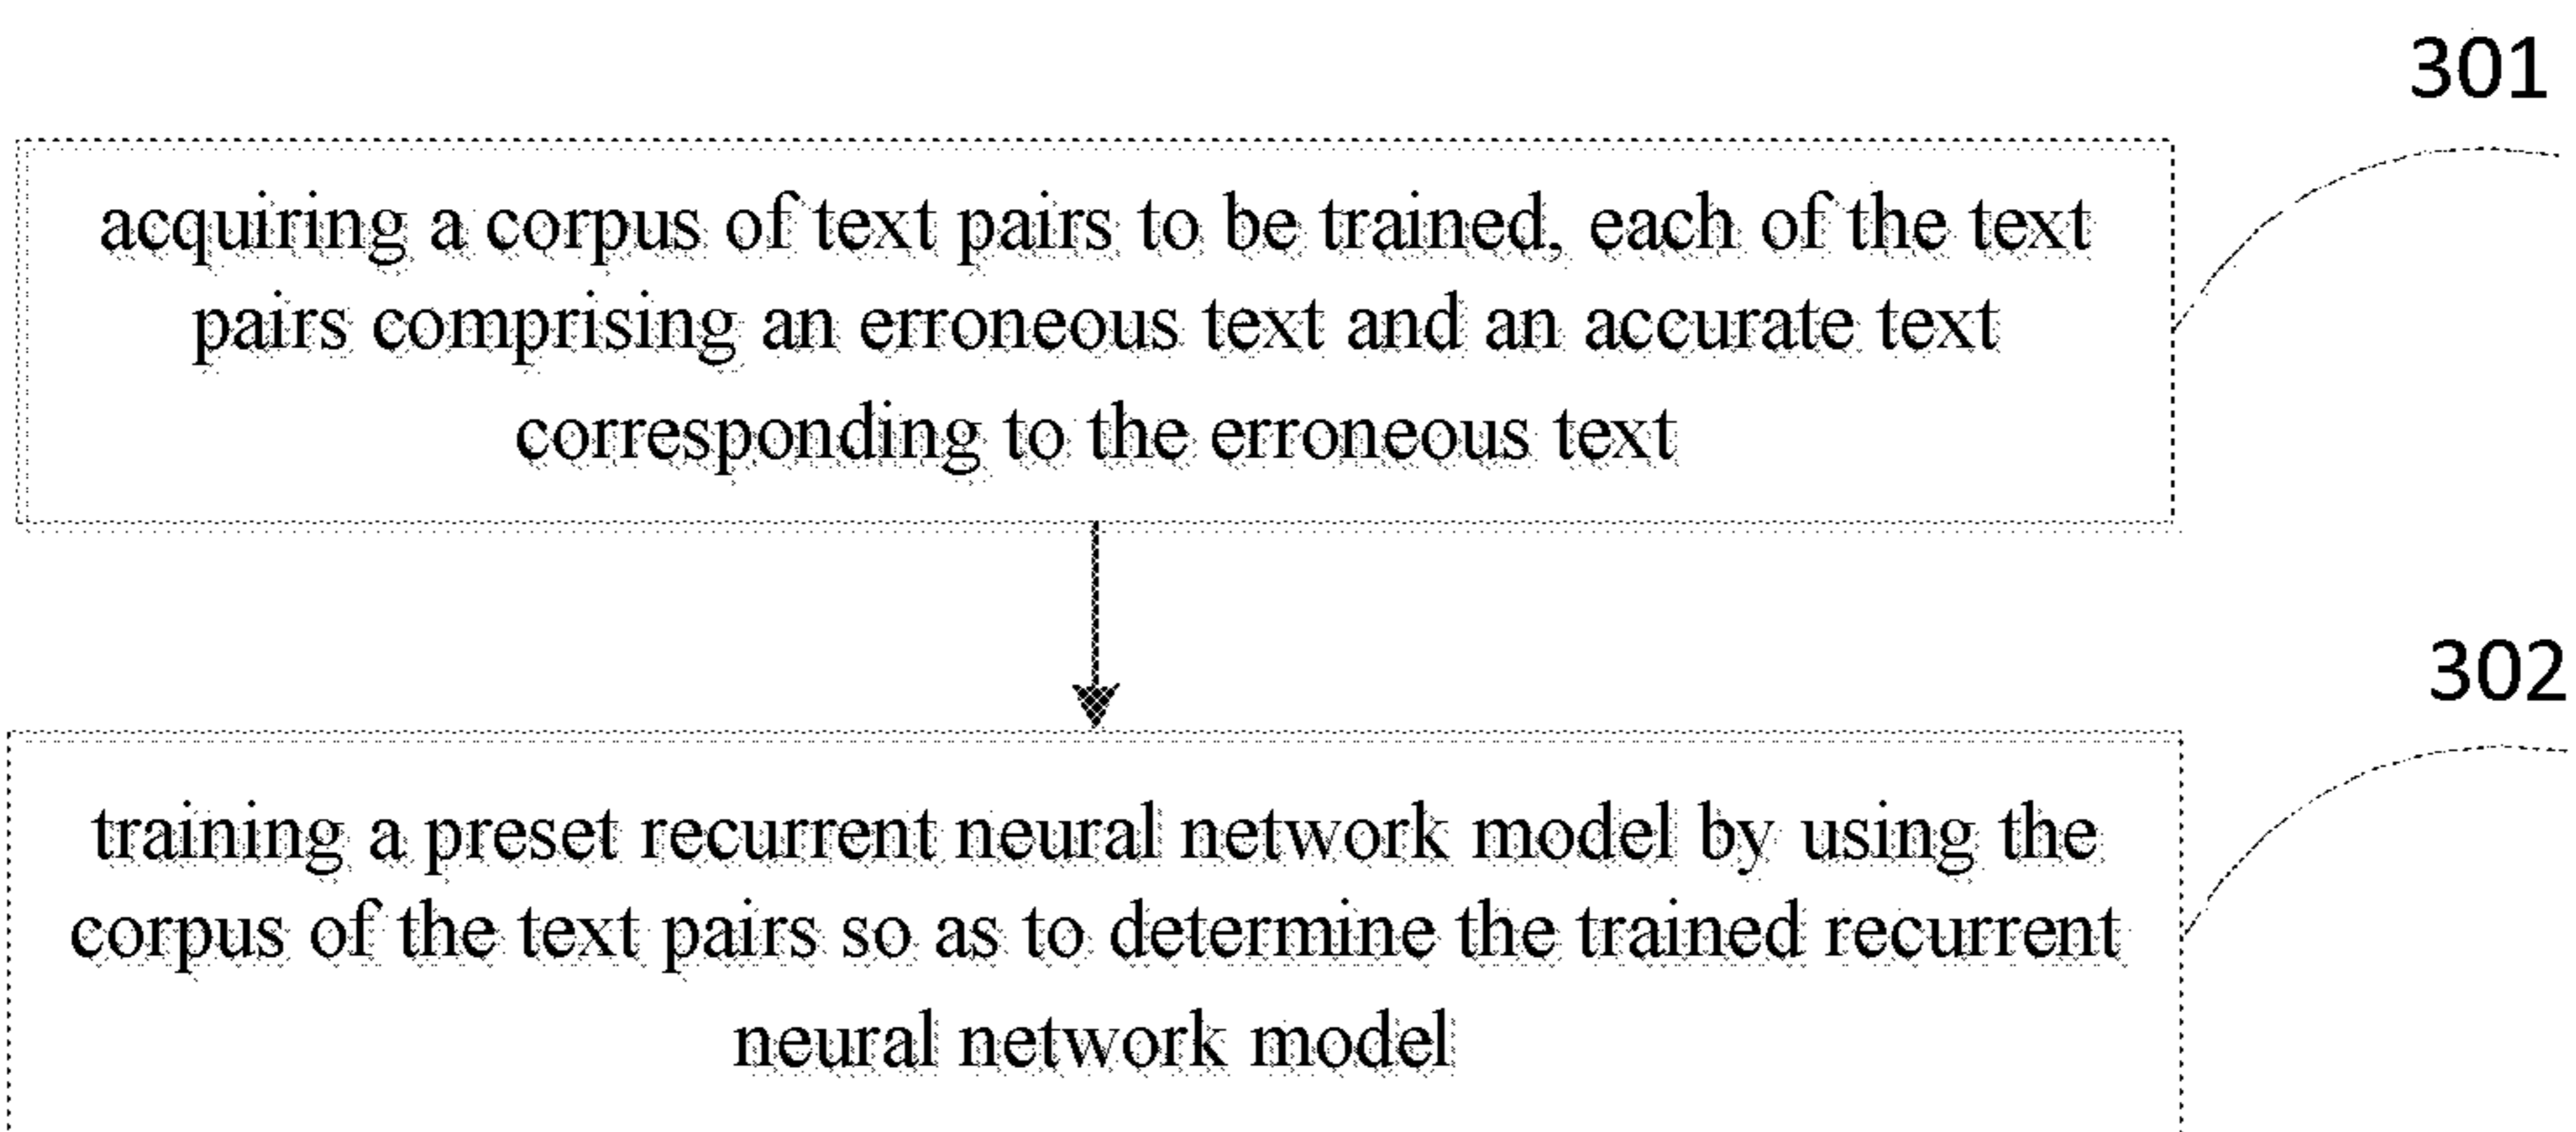 301
acquiring a corpus of text pairs to be trained, each of the text
pairs comprising an erroneous text and an accurate text
corresponding to the erroneous text
302
training a preset recurrent neural network model by using the
corpus of the text pairs so as to determine the trained recurrent
neural network model